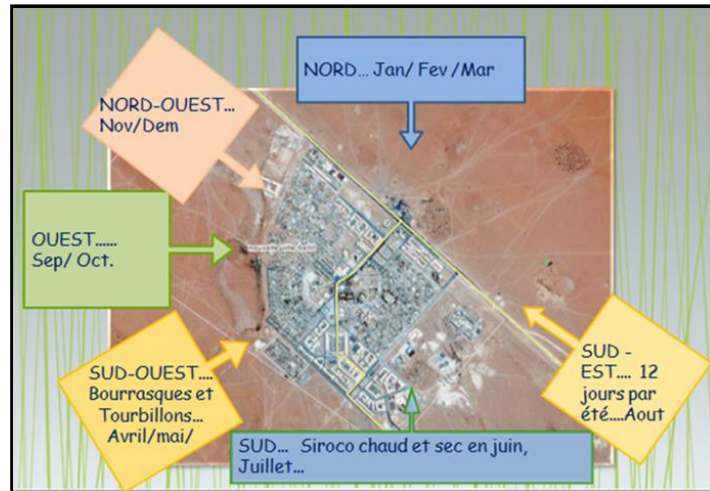 NORD... Jan/ Fev /Mar
NORD-OUEST...
Nov/Dem
OUEST......
Sep/ Oct.
SUD-OUEST....
Bourrasques et
Tourbillons...
Avril/mai/
SUD -
EST.... 12
jours par
été....Aout
SUD... Siroco chaud et sec en juin,
Juillet...